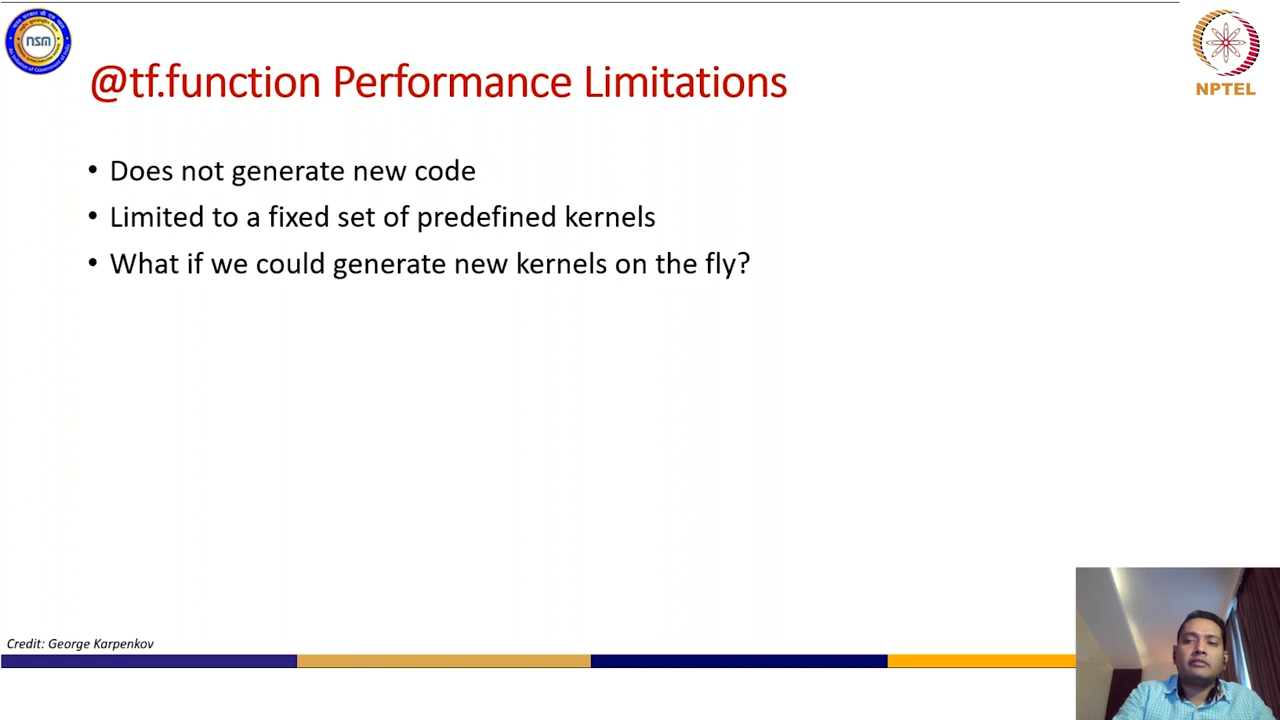 nsm
NPTEL
@tf.function Performance Limitations
• Does not generate new code
• Limited to a fixed set of predefined kernels
• What if we could generate new kernels on the fly?
Credit: George Karpenkov